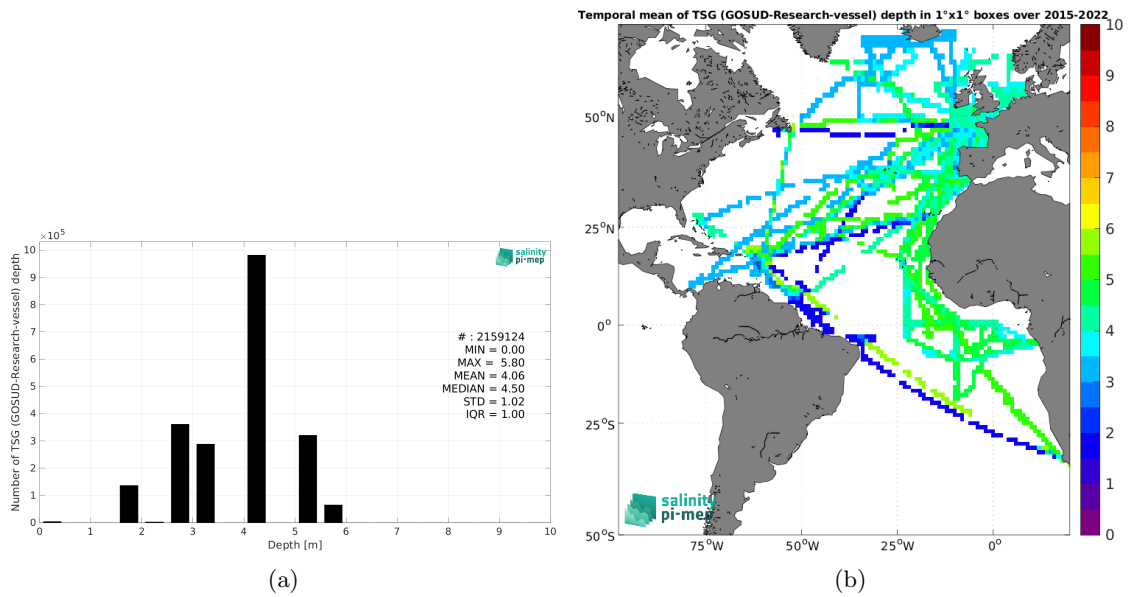 Temporal mean of TSG (GOSUD-Research-vessel) depth in 1°x1° boxes over 2015-2022
×10⁵
Number of TSG (GOSUD-Research-vessel) depth
10
9
8
7
6
5
4
3
2
1
0
salinity
pi-mep
# : 2159124
MIN = 0.00
MAX = 5.80
MEAN = 4.06
MEDIAN = 4.50
STD = 1.02
IQR = 1.00
0 1 2 3 4 5 6 7 8 9 10
Depth [m]
(a)
50°N
25°N
0°
25°S
50°S
75°W 50°W 25°W 0°
salinity
pi-mep
10
9
8
7
6
5
4
3
2
1
0
(b)